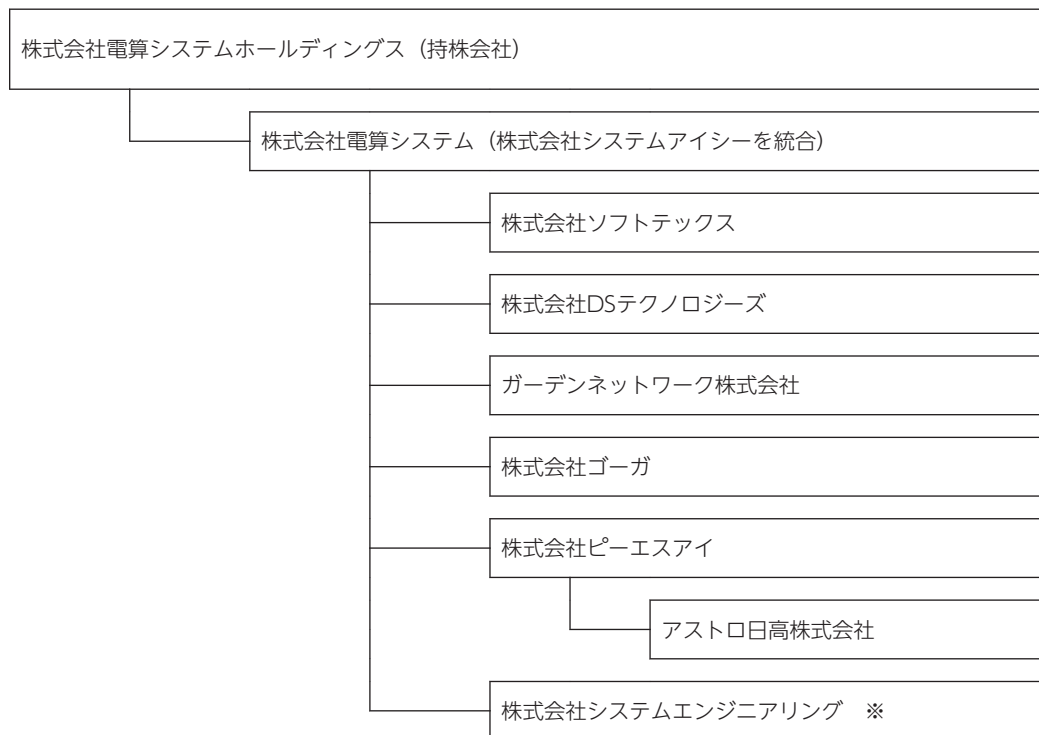 株式会社電算システムホールディングス（持株会社）
株式会社電算システム（株式会社システムアイシーを統合）
株式会社ソフトテックス
株式会社DSテクノロジーズ
ガーデンネットワーク株式会社
株式会社ゴーガ
株式会社ピーエスアイ
アストロ日高株式会社
株式会社システムエンジニアリング　※